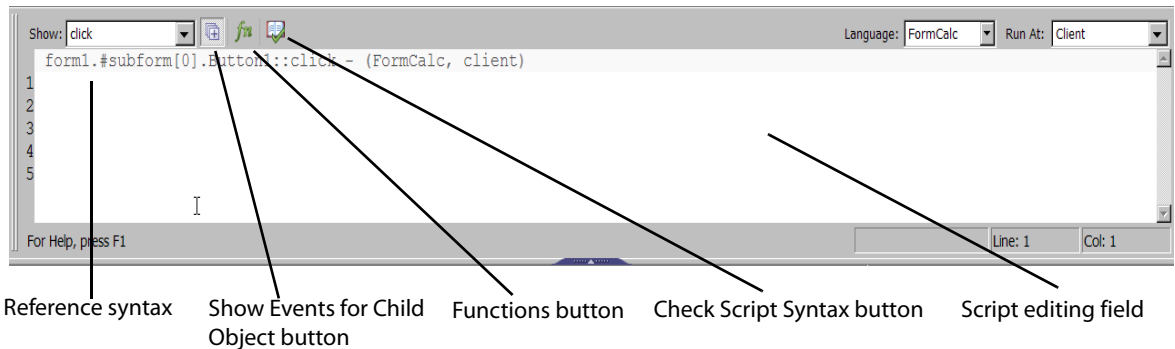 Show: click fn Language: FormCalc Run At: Client
form1.#subform[0].Button1::click - (FormCalc, client)
1
2
3
4
5
For Help, press F1 Line: 1 Col: 1
Reference syntax Show Events for Child Functions button Check Script Syntax button Script editing field
Object button